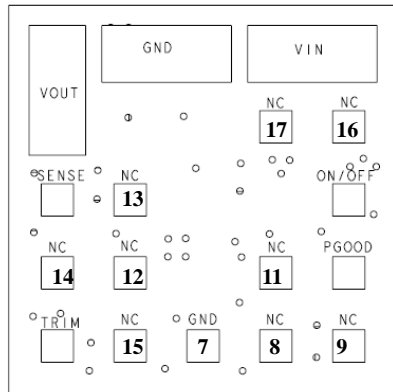 GND
VIN
VOUT
NC
NC
17
16
SENSE
NC
ON/OFF
13
NC
NC
NC
PGOOD
14
12
11
TRIM
NC
GND
NC
NC
15
7
8
9